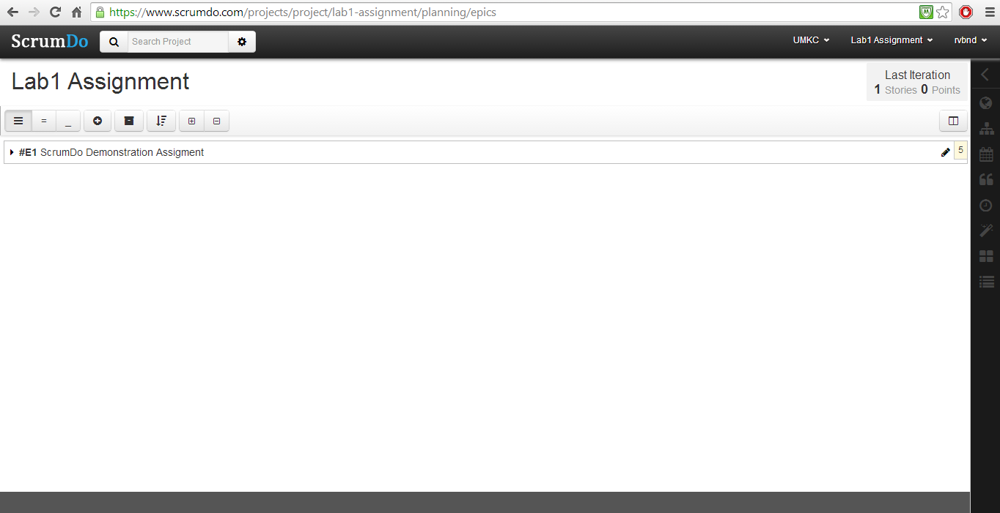 https://www.scrumdo.com/projects/project/lab1-assignment/planning/epics
ScrumDo
Search Project
UMKC
Lab1 Assignment
rvbnd
Lab1 Assignment
Last Iteration
1 Stories 0 Points
= _
#E1 ScrumDo Demonstration Assigment
5